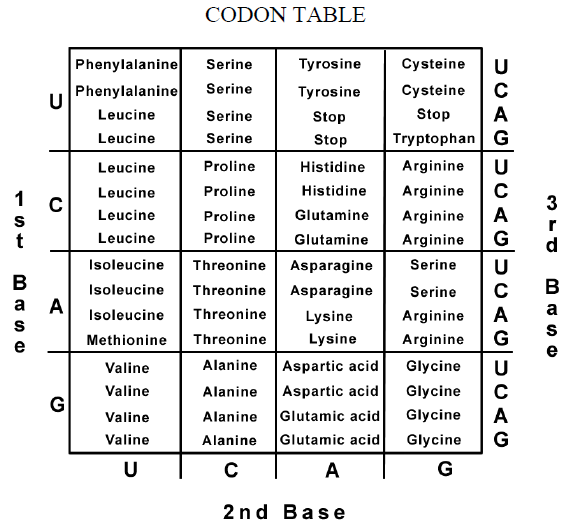 CODON TABLE
Phenylalanine Serine Tyrosine Cysteine U
Phenylalanine Serine Tyrosine Cysteine C
U
Leucine Serine Stop Stop A
Leucine Serine Stop Tryptophan G
Leucine Proline Histidine Arginine U
Leucine Proline Histidine Arginine C
C
Leucine Proline Glutamine Arginine A
Leucine Proline Glutamine Arginine G
Isoleucine Threonine Asparagine Serine U
Isoleucine Threonine Asparagine Serine C
A
Isoleucine Threonine Lysine Arginine A
Methionine Threonine Lysine Arginine G
Valine Alanine Aspartic acid Glycine U
Valine Alanine Aspartic acid Glycine C
G
Valine Alanine Glutamic acid Glycine A
Valine Alanine Glutamic acid Glycine G
U C A G
1st Base
3rd Base
2nd Base